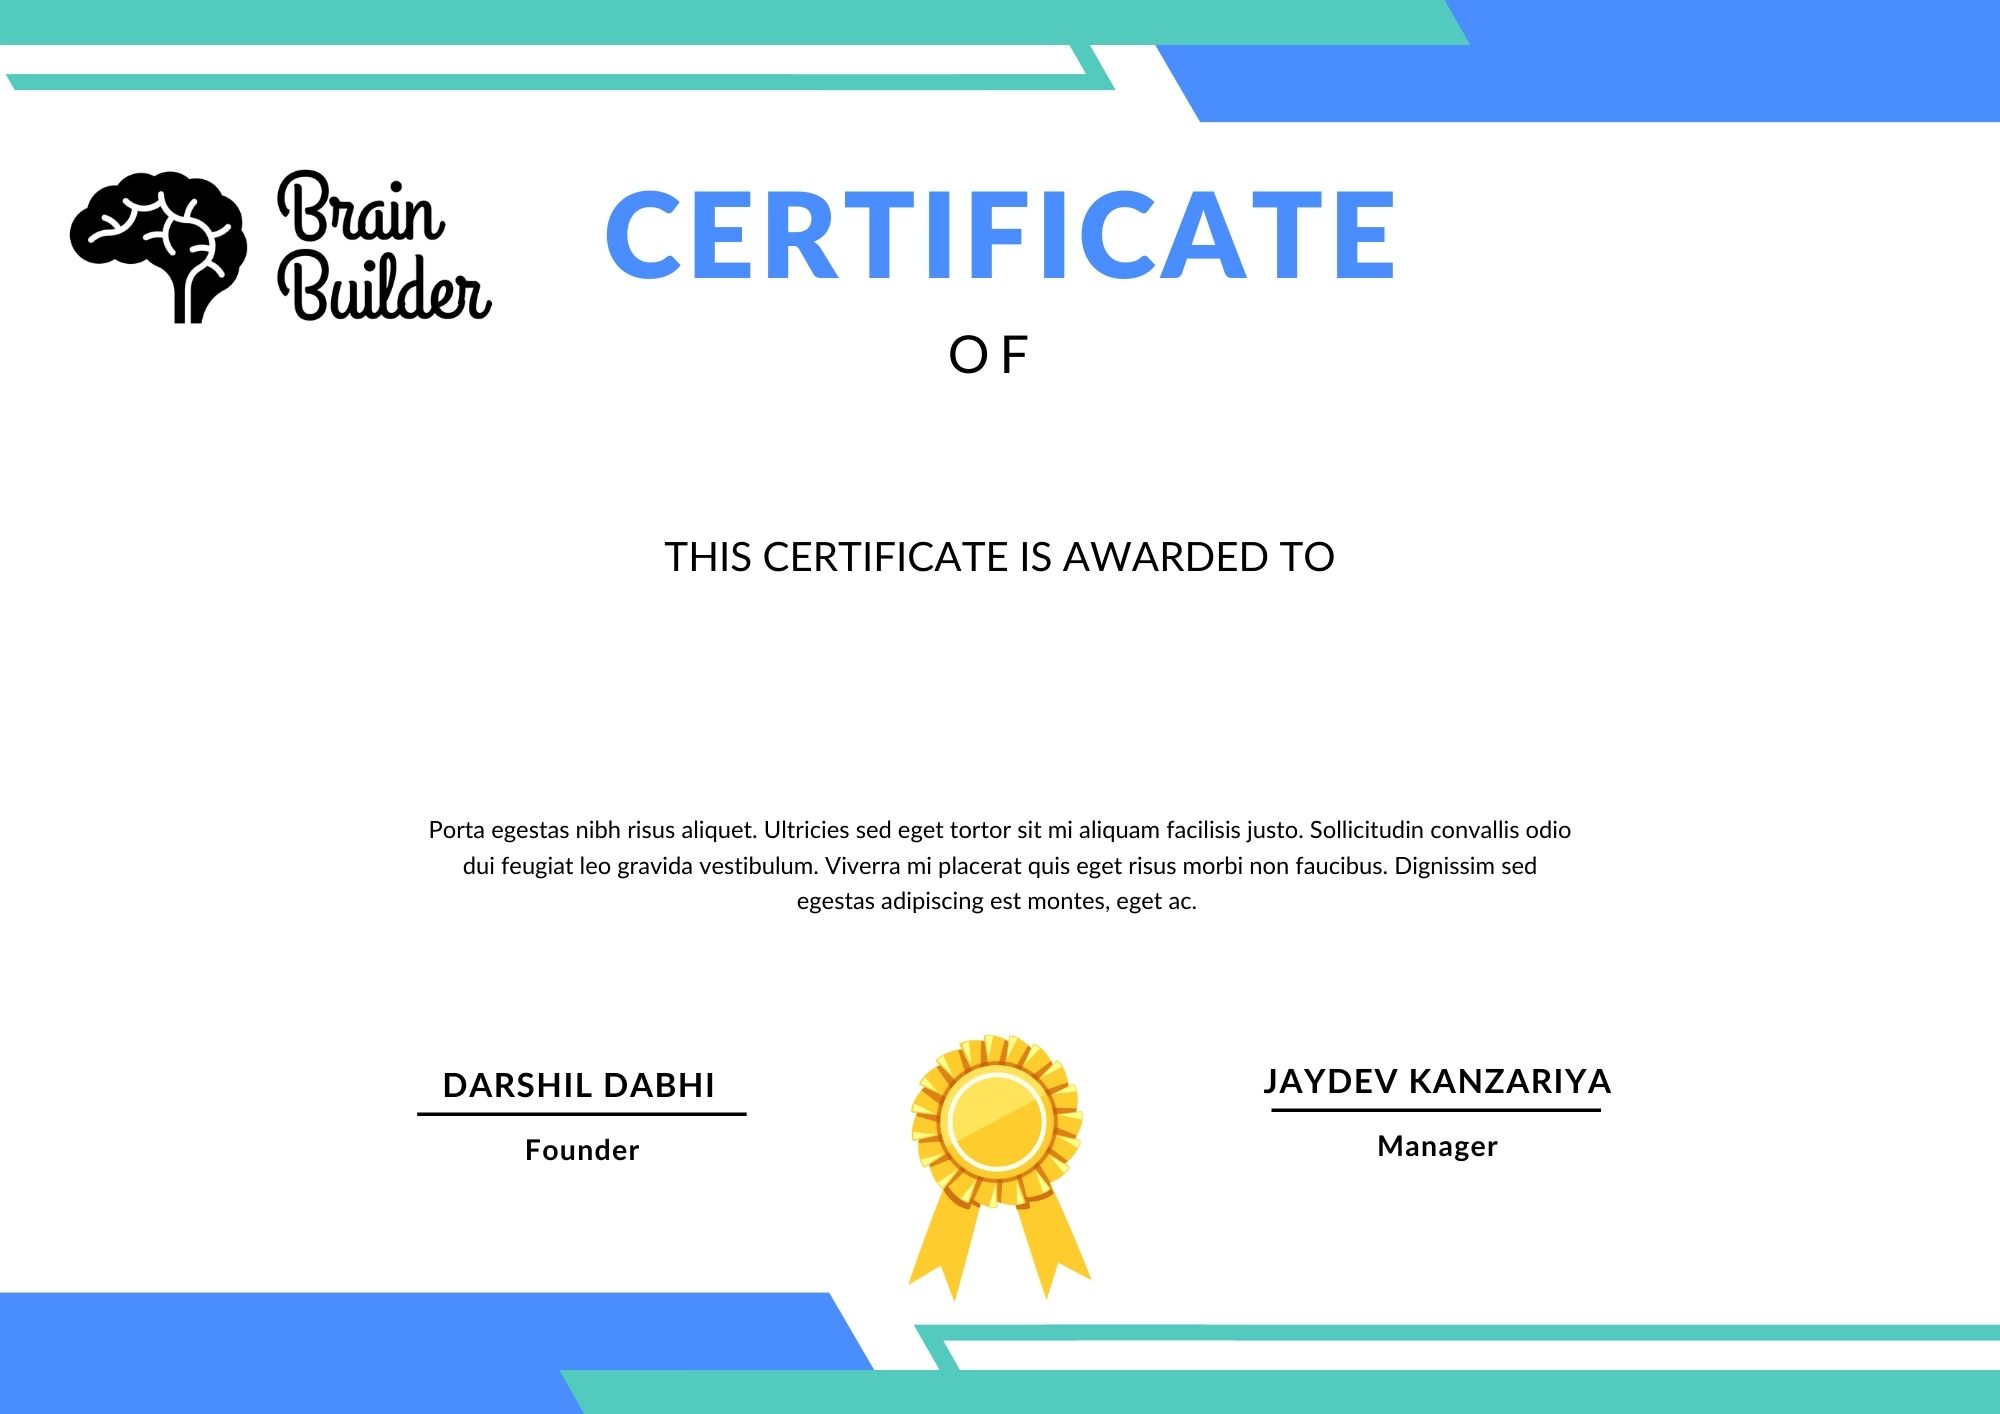 Brain
Builder
CERTIFICATE
OF
THIS CERTIFICATE IS AWARDED TO
Porta egestas nibh risus aliquet. Ultricies sed eget tortor sit mi aliquam facilisis justo. Sollicitudin convallis odio
dui feugiat leo gravida vestibulum. Viverra mi placerat quis eget risus morbi non faucibus. Dignissim sed
egestas adipiscing est montes, eget ac.
DARSHIL DABHI
Founder
JAYDEV KANZARIYA
Manager